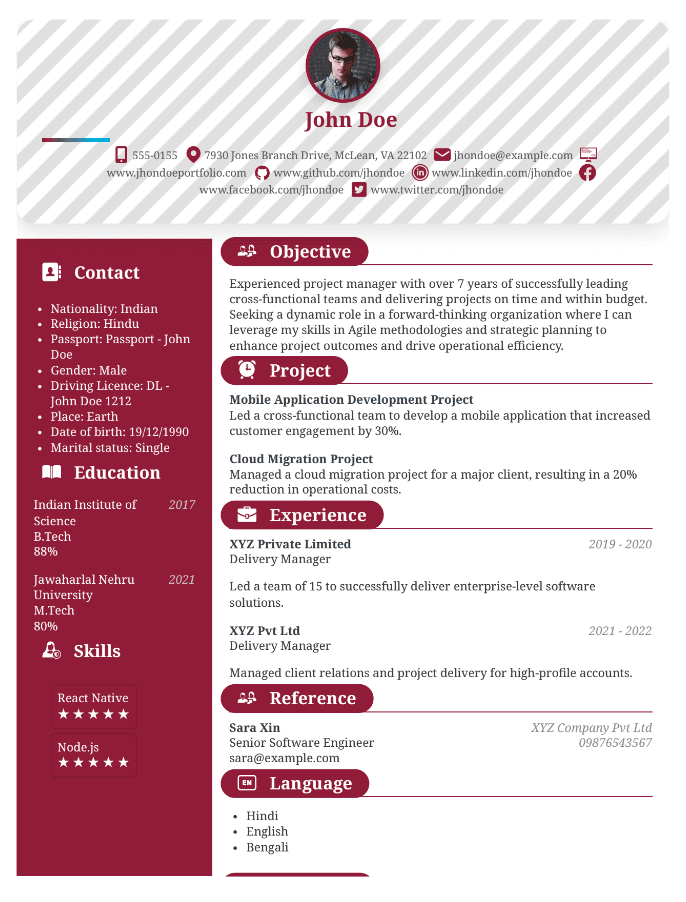 John Doe
555-0155 7930 Jones Branch Drive, McLean, VA 22102 jhondoe@example.com
www.jhondoeportfolio.com www.github.com/jhondoe www.linkedin.com/jhondoe
www.facebook.com/jhondoe www.twitter.com/jhondoe
Contact
• Nationality: Indian
• Religion: Hindu
• Passport: Passport - John
Doe
• Gender: Male
• Driving Licence: DL -
John Doe 1212
• Place: Earth
• Date of birth: 19/12/1990
• Marital status: Single
Education
Indian Institute of 2017
Science
B.Tech
88%
Jawaharlal Nehru 2021
University
M.Tech
80%
Skills
React Native
★★★★★
Node.js
★★★★★
Objective
Experienced project manager with over 7 years of successfully leading
cross-functional teams and delivering projects on time and within budget.
Seeking a dynamic role in a forward-thinking organization where I can
leverage my skills in Agile methodologies and strategic planning to
enhance project outcomes and drive operational efficiency.
Project
Mobile Application Development Project
Led a cross-functional team to develop a mobile application that increased
customer engagement by 30%.
Cloud Migration Project
Managed a cloud migration project for a major client, resulting in a 20%
reduction in operational costs.
Experience
XYZ Private Limited 2019 - 2020
Delivery Manager
Led a team of 15 to successfully deliver enterprise-level software
solutions.
XYZ Pvt Ltd 2021 - 2022
Delivery Manager
Managed client relations and project delivery for high-profile accounts.
Reference
Sara Xin XYZ Company Pvt Ltd
Senior Software Engineer 09876543567
sara@example.com
EN Language
• Hindi
• English
• Bengali